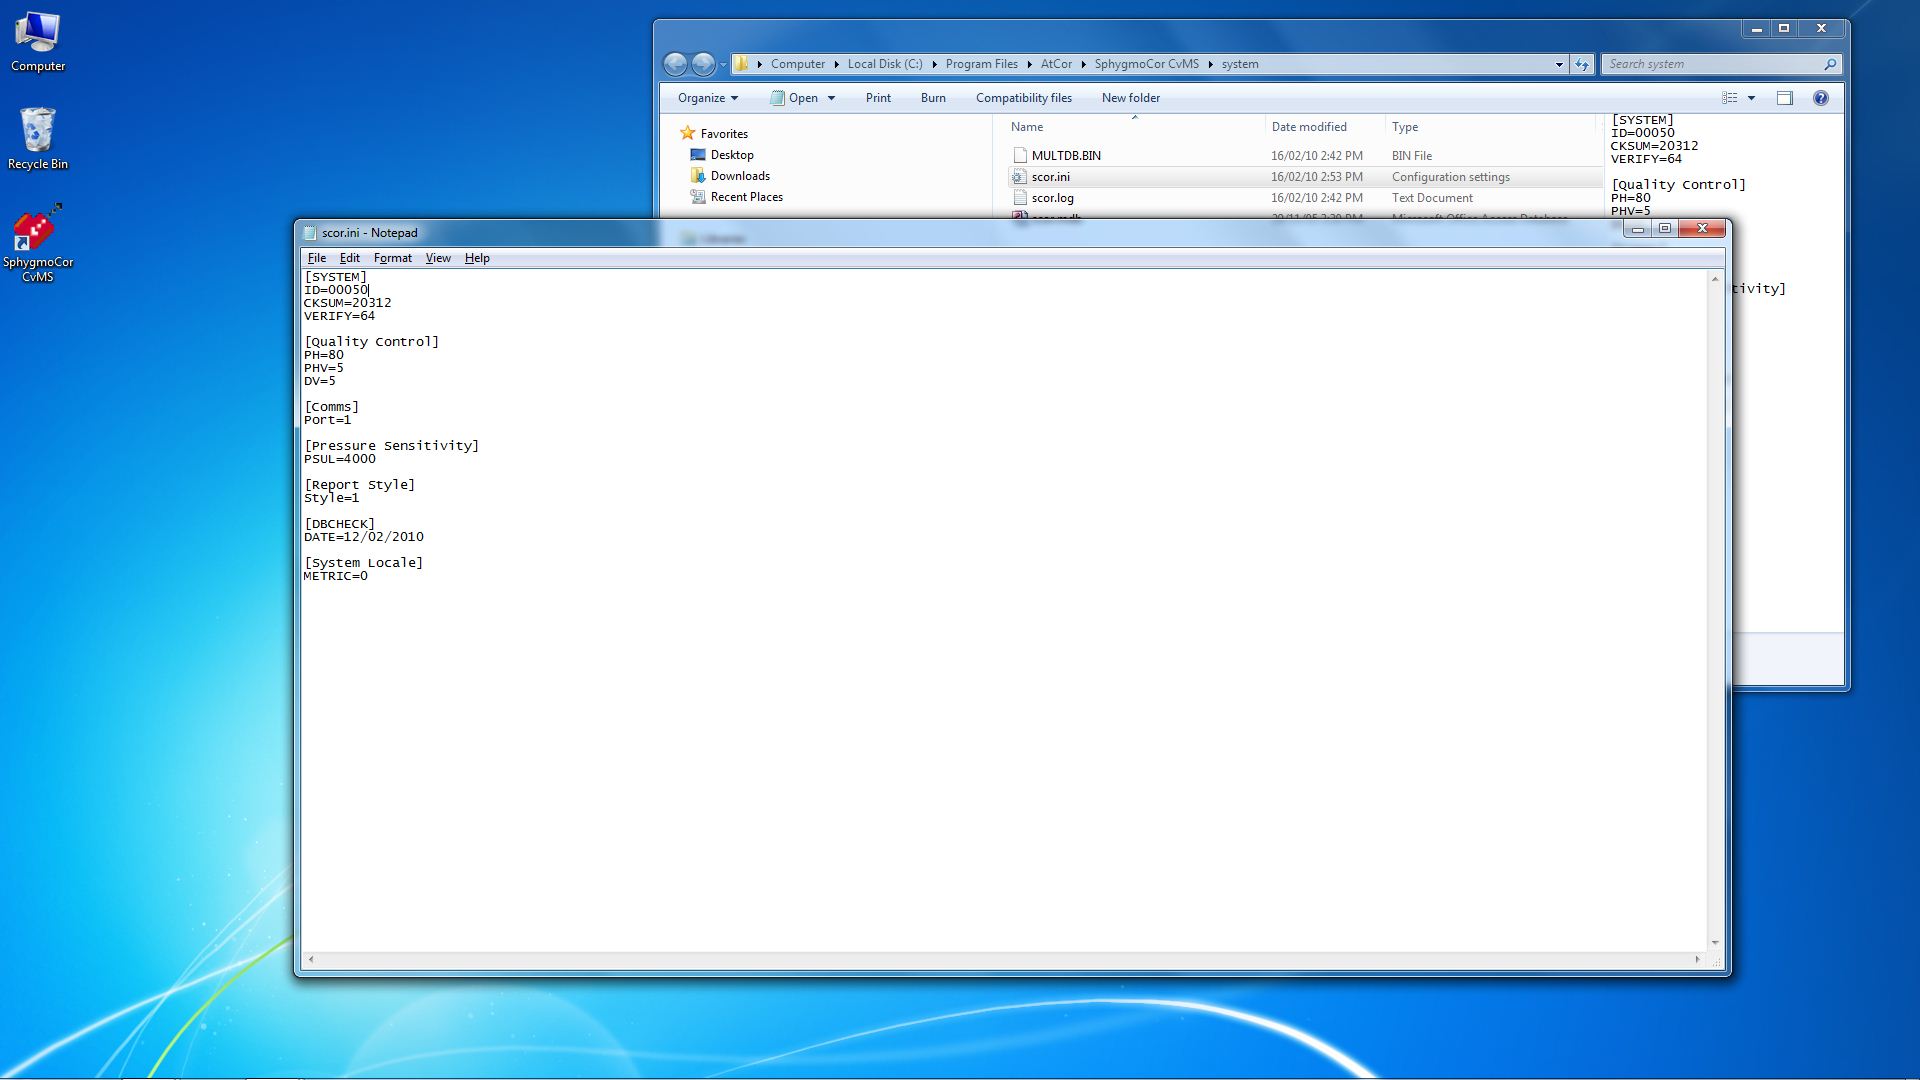 Computer
Recycle Bin
SphygmoCor
CvMS
Computer Local Disk (C:) Program Files AtCor SphygmoCor CvMS system
Search system
Organize Open Print Burn Compatibility files New folder
Name Date modified Type
Favorites
Desktop
Downloads
Recent Places
MULTDB.BIN 16/02/10 2:42 PM BIN File
scor.ini 16/02/10 2:53 PM Configuration settings
scor.log 16/02/10 2:42 PM Text Document
[SYSTEM]
ID=00050
CKSUM=20312
VERIFY=64
[Quality Control]
PH=80
PHV=5
tivity]
scor.ini - Notepad
File Edit Format View Help
[SYSTEM]
ID=00050
CKSUM=20312
VERIFY=64
[Quality Control]
PH=80
PHV=5
DV=5
[Comms]
Port=1
[Pressure Sensitivity]
PSUL=4000
[Report Style]
Style=1
[DBCHECK]
DATE=12/02/2010
[System Locale]
METRIC=0